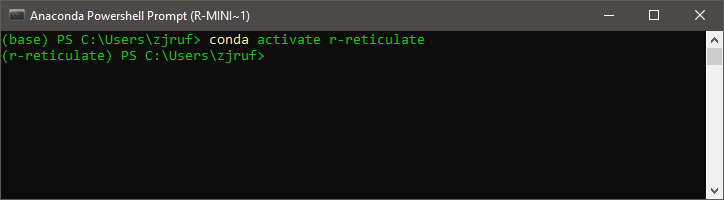 Anaconda Powershell Prompt (R-MINI~1)
(base) PS C:\Users\zjruf> conda activate r-reticulate
(r-reticulate) PS C:\Users\zjruf>